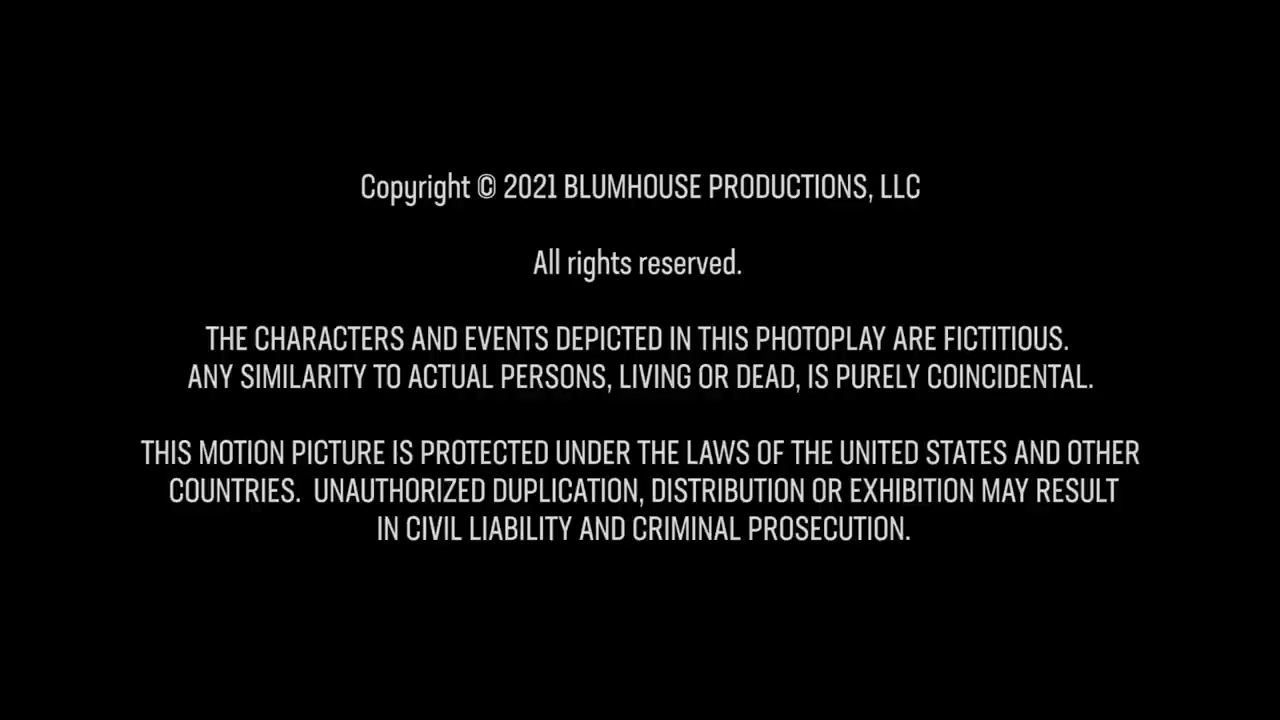 Copyright © 2021 BLUMHOUSE PRODUCTIONS, LLC
All rights reserved.
THE CHARACTERS AND EVENTS DEPICTED IN THIS PHOTOPLAY ARE FICTITIOUS.
ANY SIMILARITY TO ACTUAL PERSONS, LIVING OR DEAD, IS PURELY COINCIDENTAL.
THIS MOTION PICTURE IS PROTECTED UNDER THE LAWS OF THE UNITED STATES AND OTHER
COUNTRIES.  UNAUTHORIZED DUPLICATION, DISTRIBUTION OR EXHIBITION MAY RESULT
IN CIVIL LIABILITY AND CRIMINAL PROSECUTION.